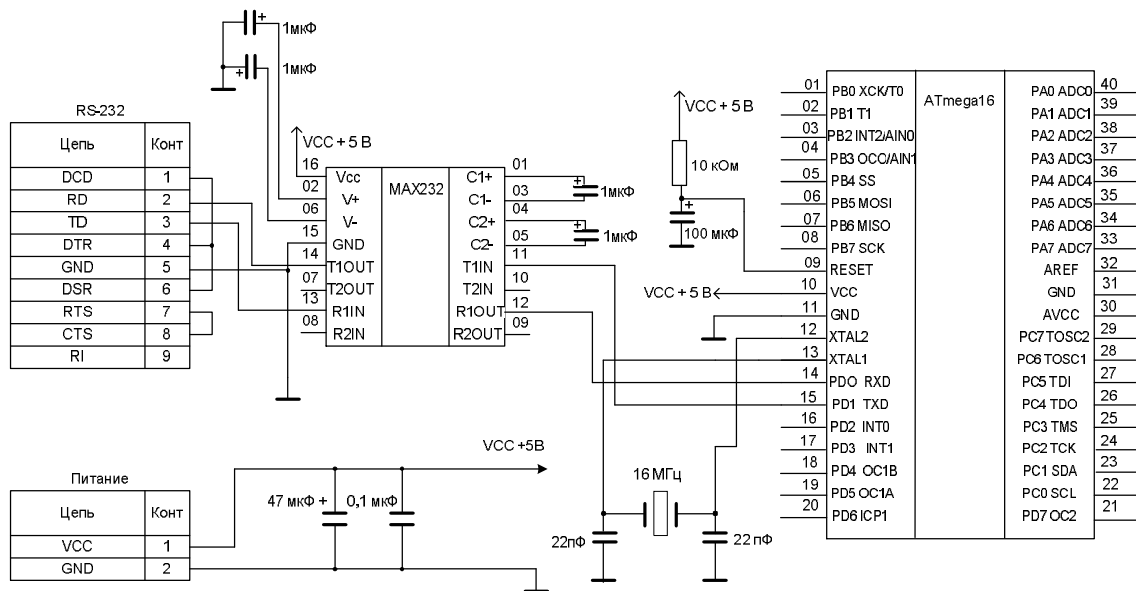 1мкФ
1мкФ
RS-232
Цепь Конт
DCD 1
RD 2
TD 3
DTR 4
GND 5
DSR 6
RTS 7
CTS 8
RI 9
VCC + 5 В
MAX232
16 Vcc
02 V+
06 V-
15 GND
14 T1OUT
07 T2OUT
13 R1IN
08 R2IN
C1+ 01
C1- 03
C2+ 04
C2- 05
T1IN 11
T2IN 10
R1OUT 12
R2OUT 09
+ 1мкФ
+ 1мкФ
VCC + 5 В
10 кОм
+
100 мкФ
VCC + 5 В
ATmega16
01 PB0 XCK/T0
02 PB1 T1
03 PB2 INT2/AIN0
04 PB3 OCO/AIN1
05 PB4 SS
06 PB5 MOSI
07 PB6 MISO
08 PB7 SCK
09 RESET
10 VCC
11 GND
12 XTAL2
13 XTAL1
14 PDO RXD
15 PD1 TXD
16 PD2 INT0
17 PD3 INT1
18 PD4 OC1B
19 PD5 OC1A
20 PD6 ICP1
PA0 ADC0 40
PA1 ADC1 39
PA2 ADC2 38
PA3 ADC3 37
PA4 ADC4 36
PA5 ADC5 35
PA6 ADC6 34
PA7 ADC7 33
AREF 32
GND 31
AVCC 30
PC7 TOSC2 29
PC6 TOSC1 28
PC5 TDI 27
PC4 TDO 26
PC3 TMS 25
PC2 TCK 24
PC1 SDA 23
PC0 SCL 22
PD7 OC2 21
16 МГц
22пФ
22 пФ
VCC +5В
47 мкФ +
0,1 мкФ
Питание
Цепь Конт
VCC 1
GND 2